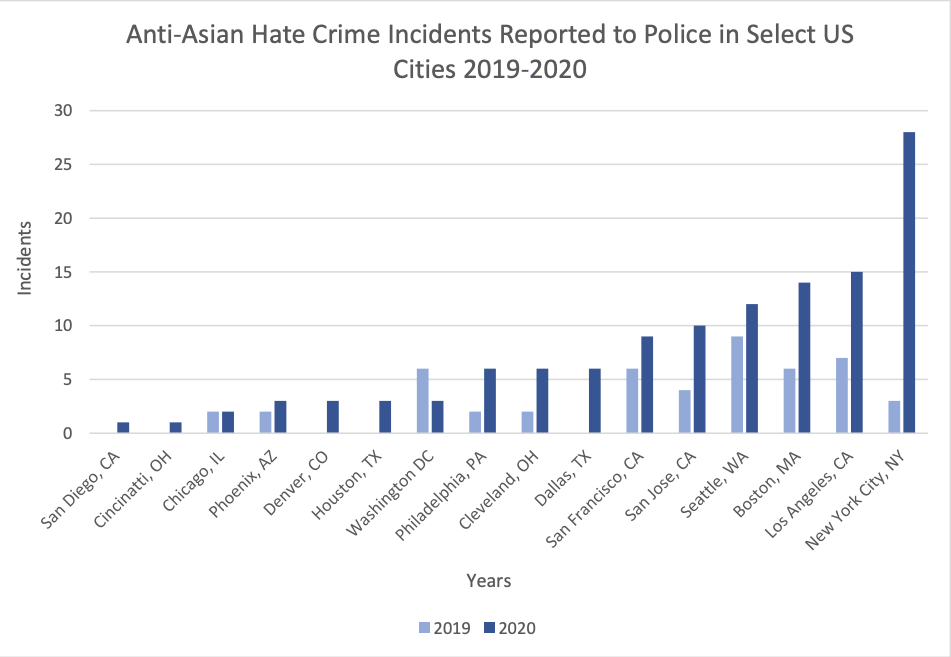 Anti-Asian Hate Crime Incidents Reported to Police in Select US
Cities 2019-2020
30
25
20
15
10
5
0
Incidents
San Diego, CA
Cincinatti, OH
Chicago, IL
Phoenix, AZ
Denver, CO
Houston, TX
Washington DC
Philadelphia, PA
Cleveland, OH
Dallas, TX
San Francisco, CA
San Jose, CA
Seattle, WA
Boston, MA
Los Angeles, CA
New York City, NY
Years
2019 2020